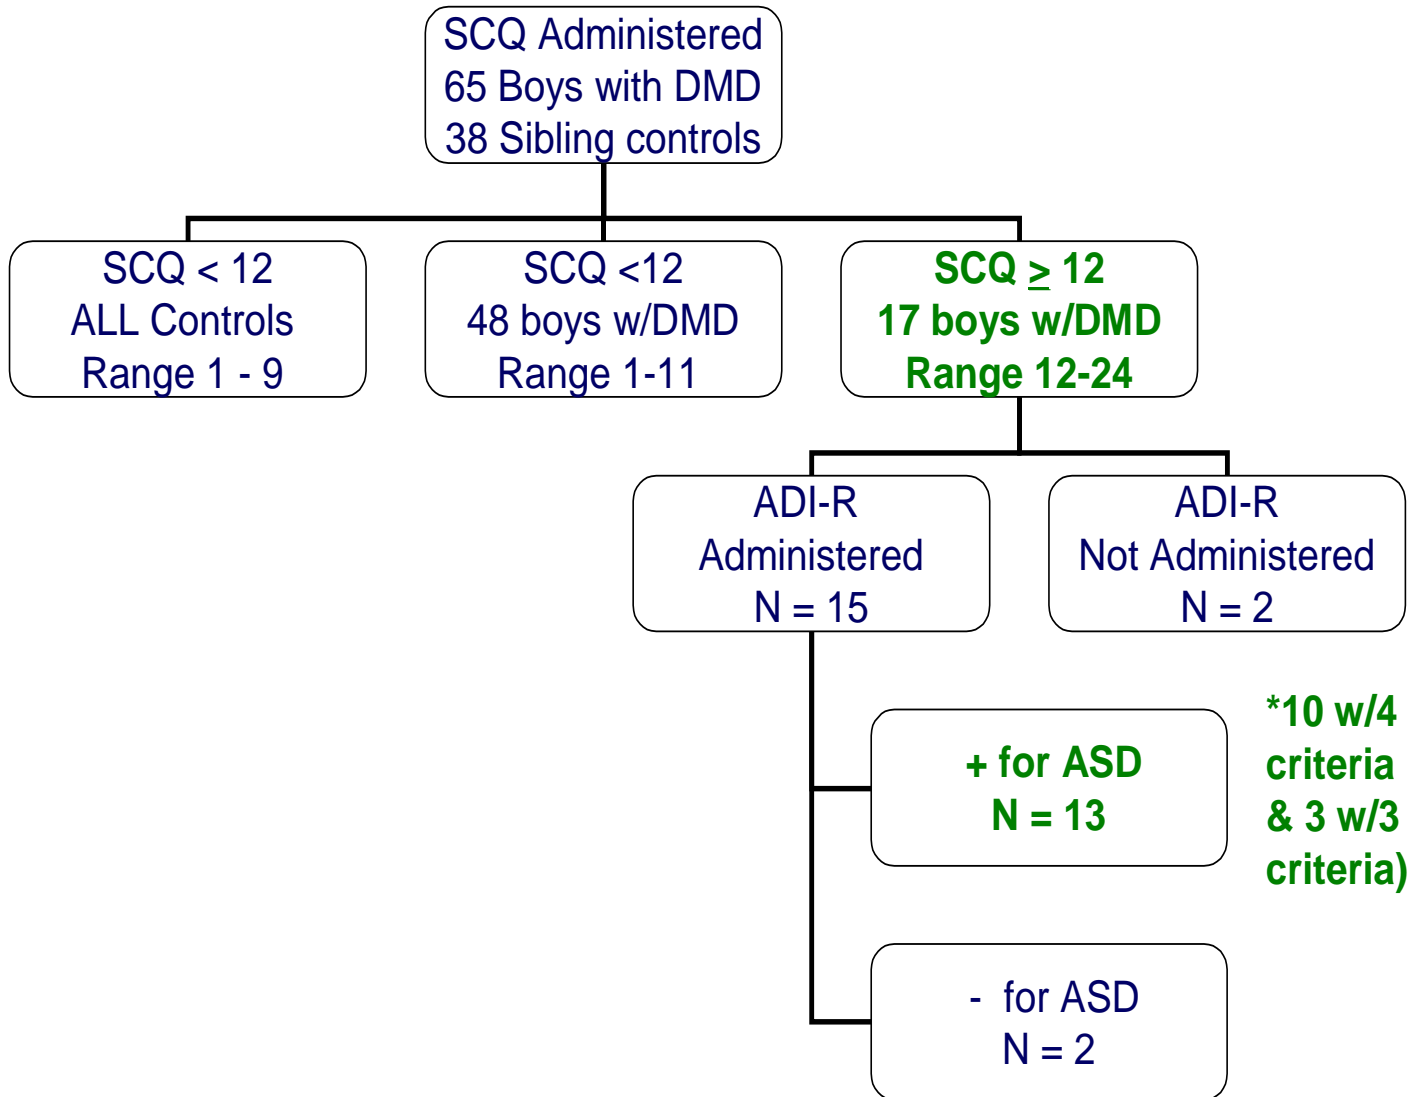 SCQ Administered
65 Boys with DMD
38 Sibling controls
SCQ < 12
ALL Controls
Range 1 - 9
SCQ <12
48 boys w/DMD
Range 1-11
SCQ ≥ 12
17 boys w/DMD
Range 12-24
ADI-R
Administered
N = 15
ADI-R
Not Administered
N = 2
+ for ASD
N = 13
*10 w/4
criteria
& 3 w/3
criteria)
- for ASD
N = 2